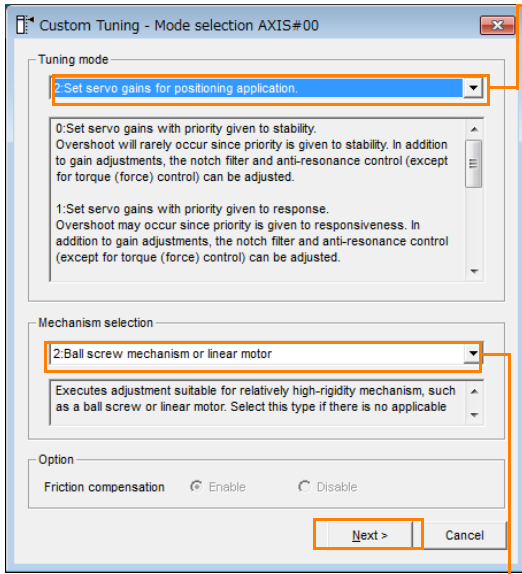 Custom Tuning - Mode selection AXIS#00
Tuning mode
2:Set servo gains for positioning application.
0:Set servo gains with priority given to stability.
Overshoot will rarely occur since priority is given to stability. In addition
to gain adjustments, the notch filter and anti-resonance control (except
for torque (force) control) can be adjusted.
1:Set servo gains with priority given to response.
Overshoot may occur since priority is given to responsiveness. In
addition to gain adjustments, the notch filter and anti-resonance control
(except for torque (force) control) can be adjusted.
Mechanism selection
2:Ball screw mechanism or linear motor
Executes adjustment suitable for relatively high-rigidity mechanism, such
as a ball screw or linear motor. Select this type if there is no applicable
Option
Friction compensation Enable Disable
Next > Cancel